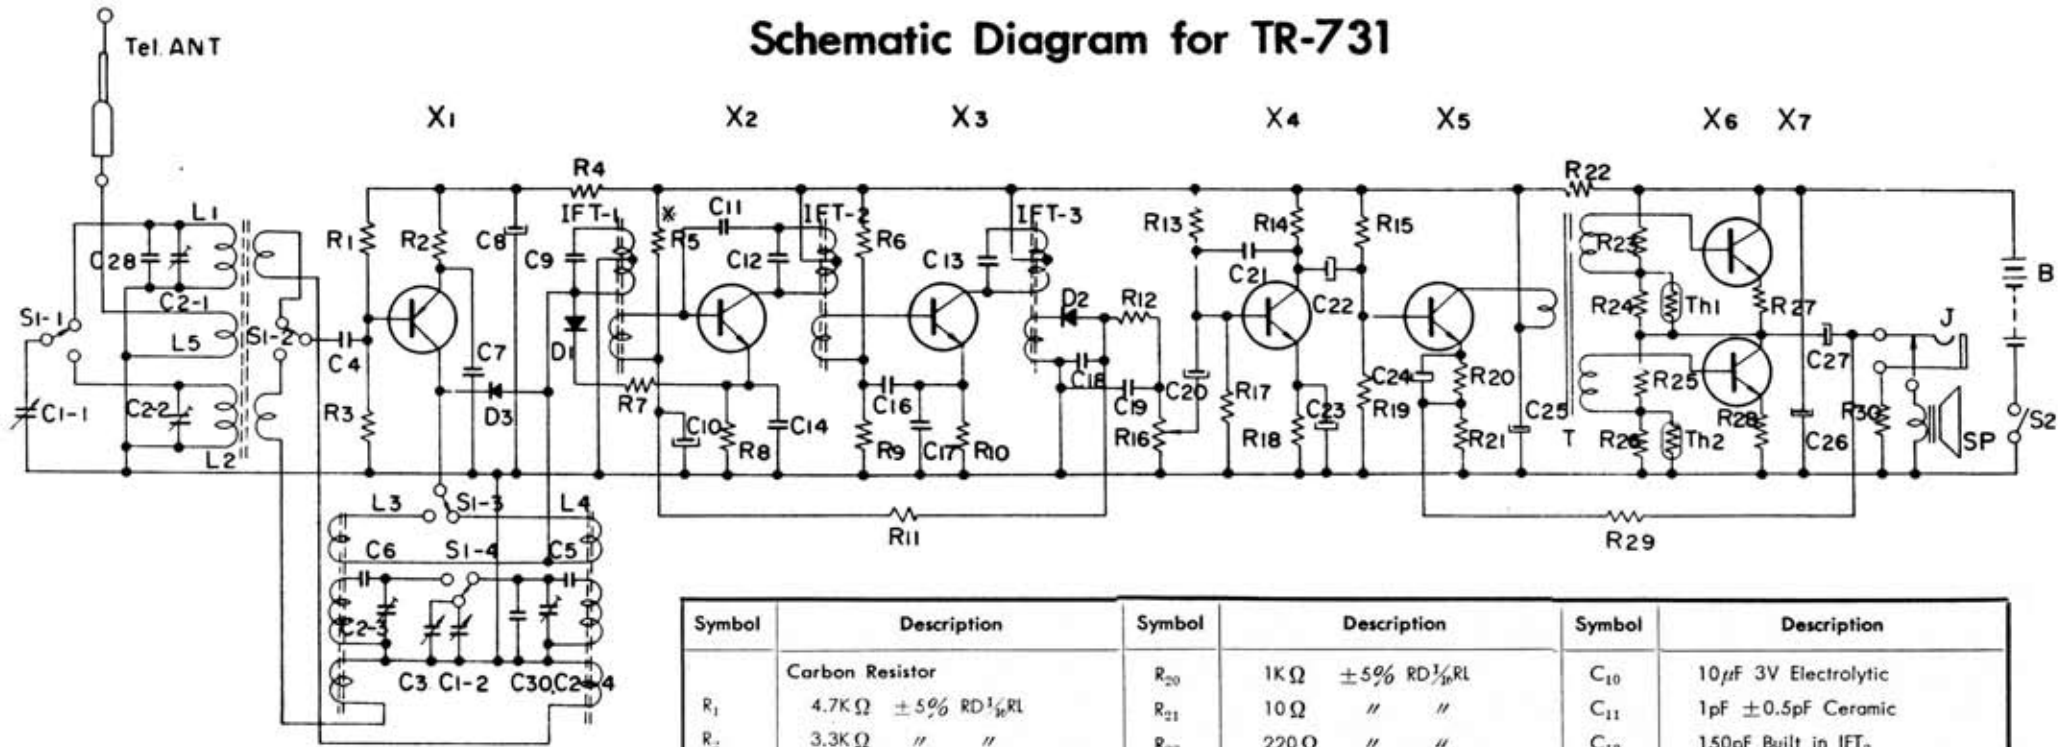 Schematic Diagram for TR-731
Tel. ANT
X1
X2
X3
X4
X5
X6
X7
R4
R22
L1
IFT-1
*
C11
IFT-2
IFT-3
R1
R2
C8
C9
R5
C12
R6
C13
R13
R14
R15
R23
C28
C21
C22
B
C2-1
D2
R12
R24
Th1
R27
J
S1-1
L5
S1-2
C4
C7
D1
C27
C18
C20
C24
R20
R25
C1-1
C2-2
R3
D3
R7
C10
C14
C16
C19
R17
C23
R19
C25
R28
R30
S2
L2
R8
R9
C17
R10
R16
R18
R21
T
R26
Th2
C26
SP
L3
S1-3
L4
R11
R29
C6
S1-4
C5
C2-3
C3
C1-2
C30
C2-4
Symbol Description Symbol Description Symbol Description
Carbon Resistor R20 1KΩ ±5% RD1/16RL C10 10μF 3V Electrolytic
R1 4.7KΩ ±5% RD1/16RL R21 10Ω 〃 〃 C11 1pF ±0.5pF Ceramic
3.3KΩ 〃 〃 220Ω 〃 〃 150pF Built in IFT2